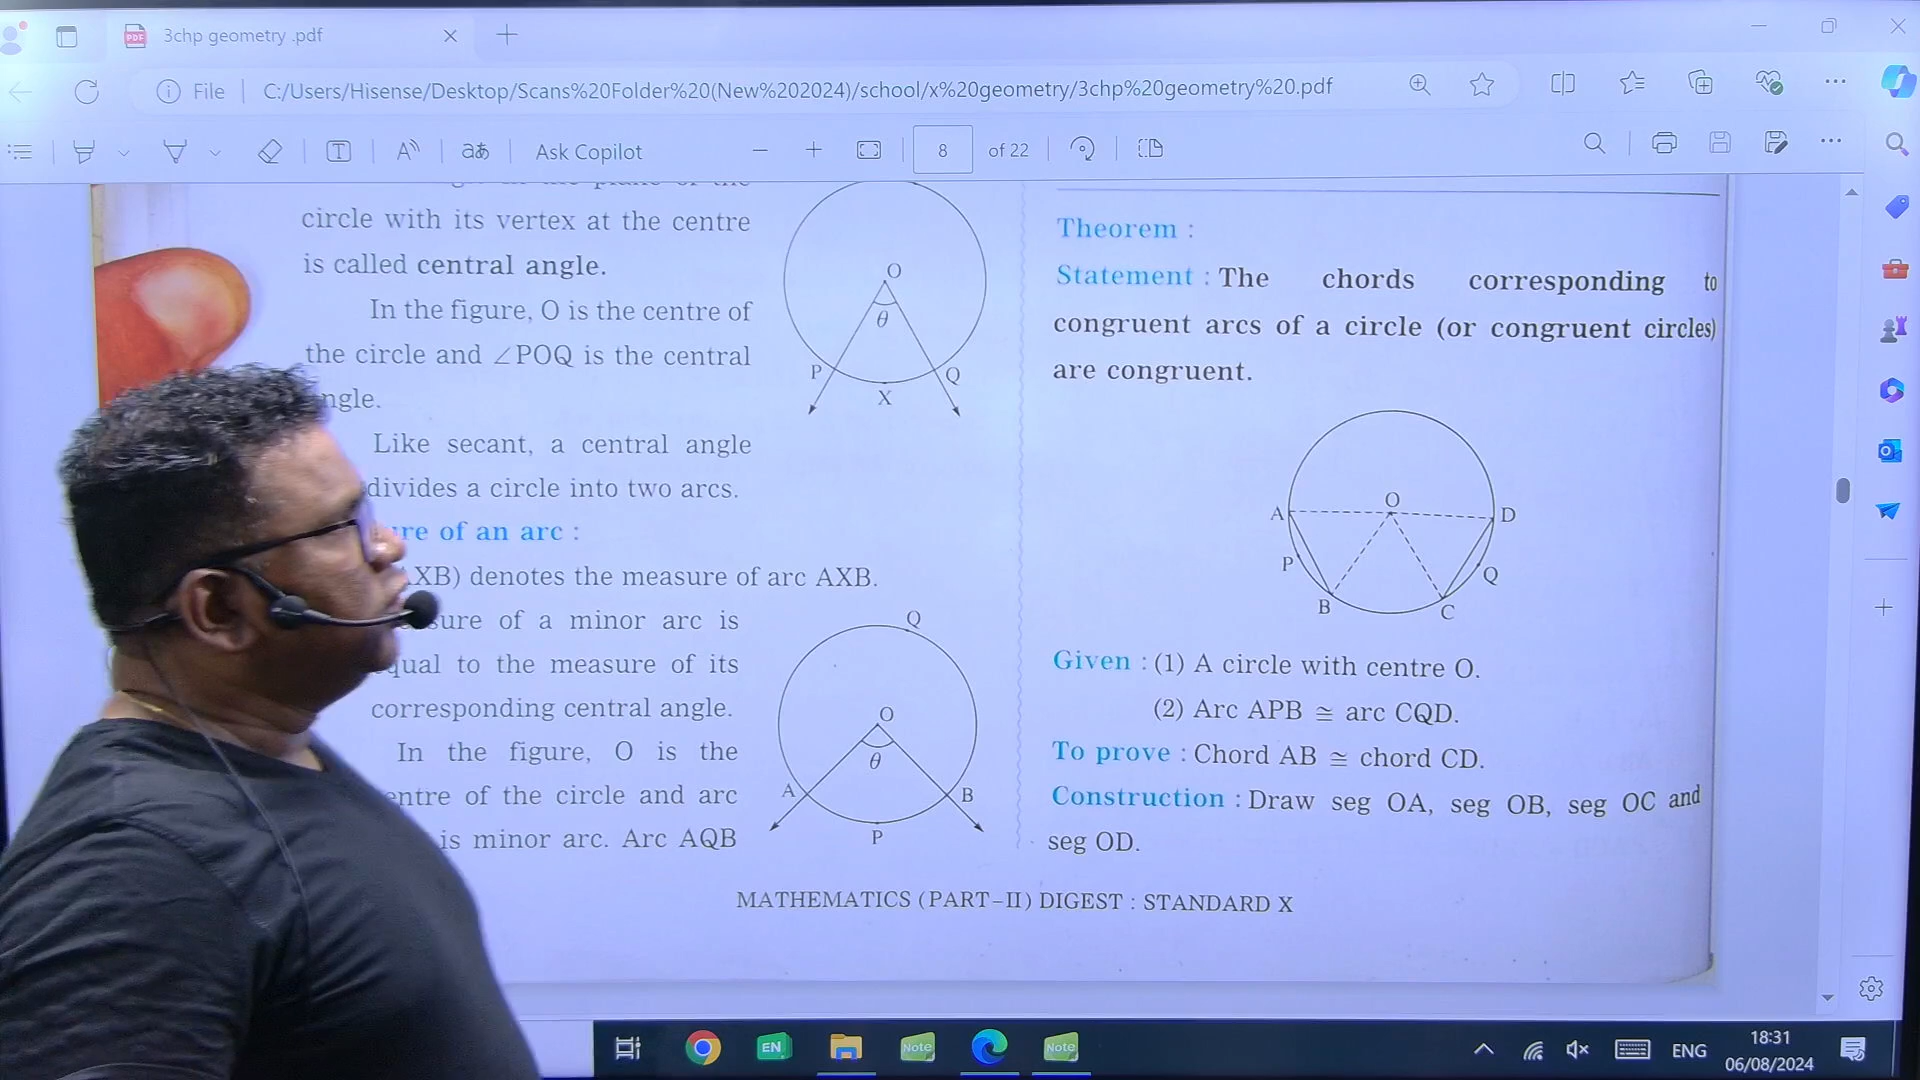 3chp geometry .pdf
File
C:/Users/Hisense/Desktop/Scans%20Folder%20(New%202024)/school/x%20geometry/3chp%20geometry%20.pdf
Ask Copilot
8 of 22
circle with its vertex at the centre
is called central angle.
In the figure, O is the centre of
the circle and ∠POQ is the central
ngle.
Like secant, a central angle
divides a circle into two arcs.
re of an arc :
XB) denotes the measure of arc AXB.
sure of a minor arc is
qual to the measure of its
corresponding central angle.
In the figure, O is the
entre of the circle and arc
is minor arc. Arc AQB
O
θ
P
Q
X
Q
O
θ
A
B
P
Theorem :
Statement : The chords corresponding to
congruent arcs of a circle (or congruent circles)
are congruent.
O
A
D
P
Q
B
C
Given : (1) A circle with centre O.
(2) Arc APB ≅ arc CQD.
To prove : Chord AB ≅ chord CD.
Construction : Draw seg OA, seg OB, seg OC and
seg OD.
MATHEMATICS (PART-II) DIGEST : STANDARD X
EN
Note
Note
ENG
18:31
06/08/2024